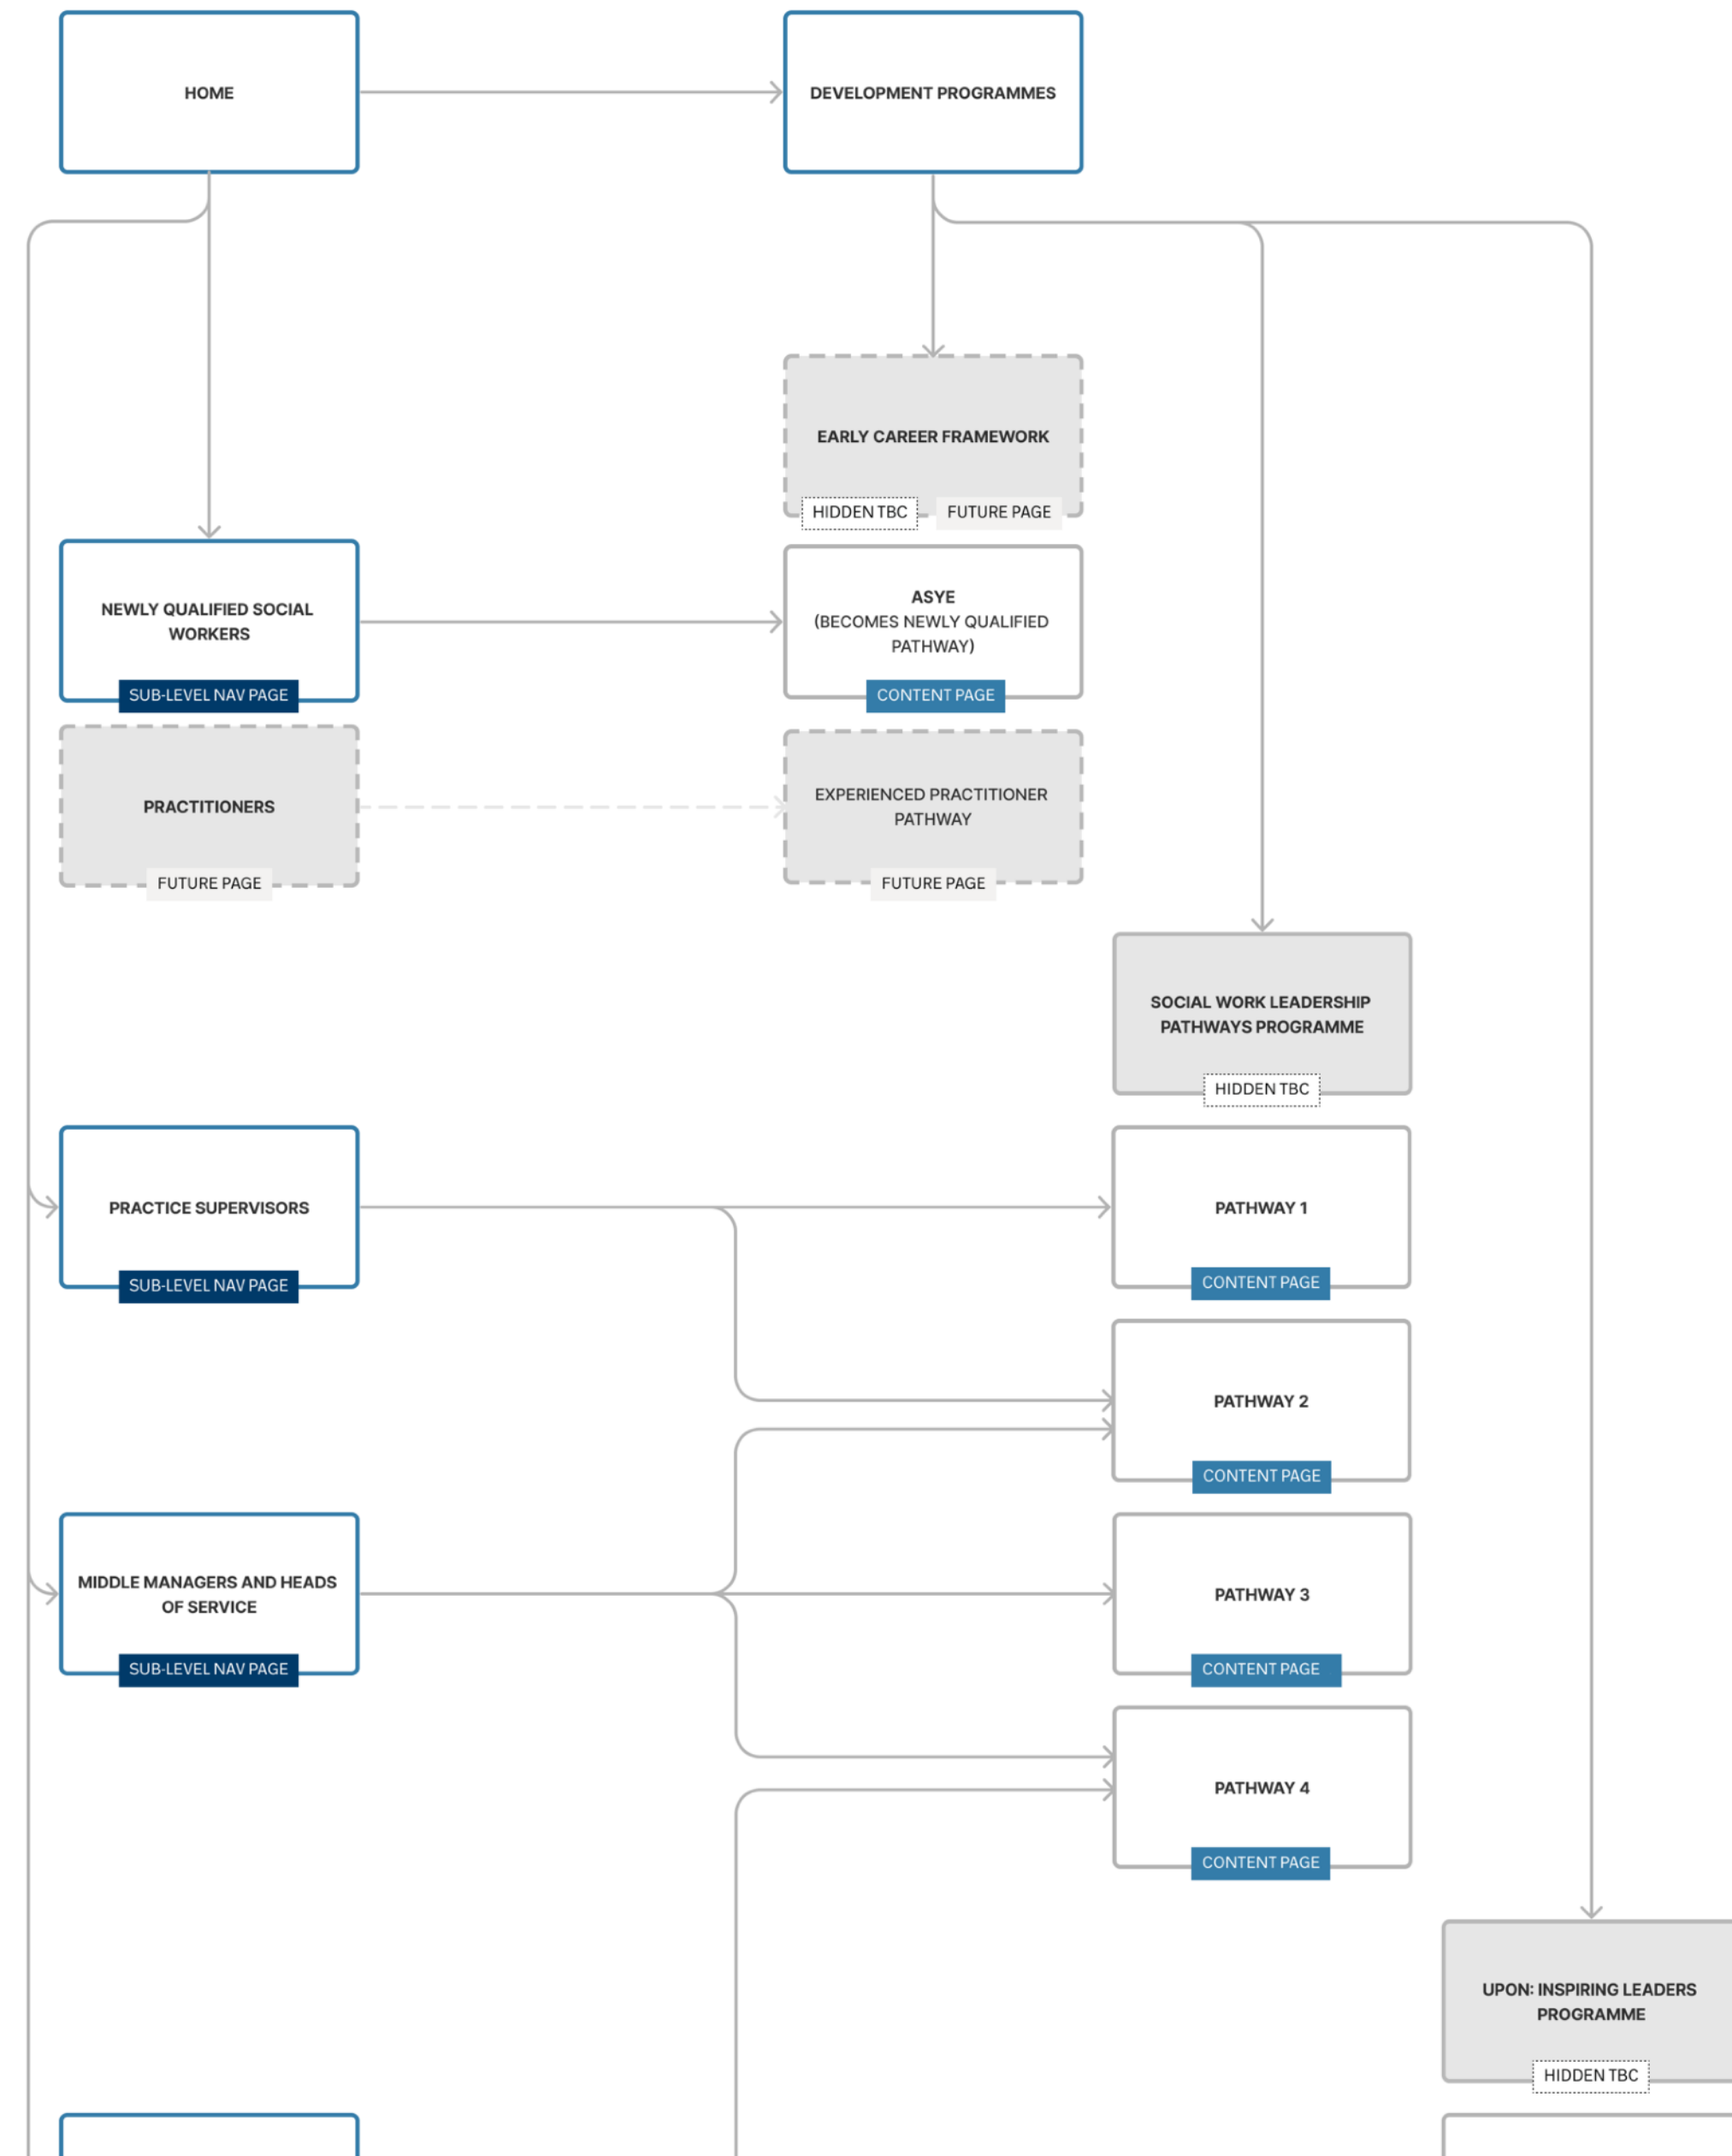 HOME
DEVELOPMENT PROGRAMMES
EARLY CAREER FRAMEWORK
HIDDEN TBC
FUTURE PAGE
NEWLY QUALIFIED SOCIAL
WORKERS
SUB-LEVEL NAV PAGE
ASYE
(BECOMES NEWLY QUALIFIED
PATHWAY)
CONTENT PAGE
PRACTITIONERS
FUTURE PAGE
EXPERIENCED PRACTITIONER
PATHWAY
FUTURE PAGE
SOCIAL WORK LEADERSHIP
PATHWAYS PROGRAMME
HIDDEN TBC
PRACTICE SUPERVISORS
SUB-LEVEL NAV PAGE
PATHWAY 1
CONTENT PAGE
PATHWAY 2
CONTENT PAGE
MIDDLE MANAGERS AND HEADS
OF SERVICE
SUB-LEVEL NAV PAGE
PATHWAY 3
CONTENT PAGE
PATHWAY 4
CONTENT PAGE
UPON: INSPIRING LEADERS
PROGRAMME
HIDDEN TBC